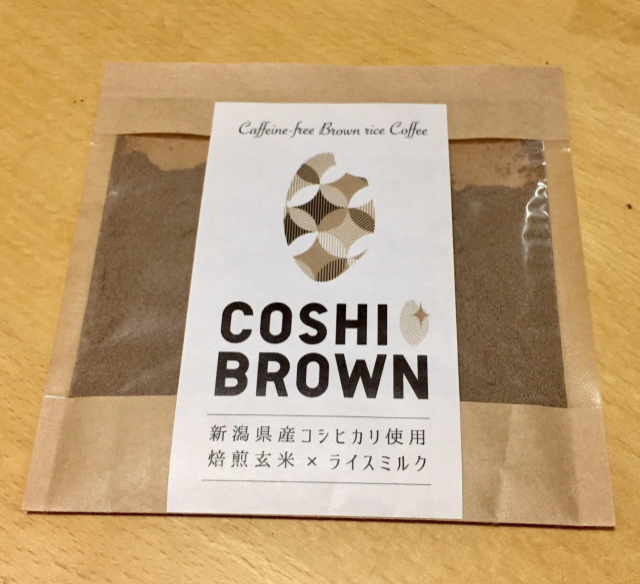 Caffeine-free Brown rice Coffee
COSHI
BROWN
新潟県産コシヒカリ使用
焙煎玄米 × ライスミルク